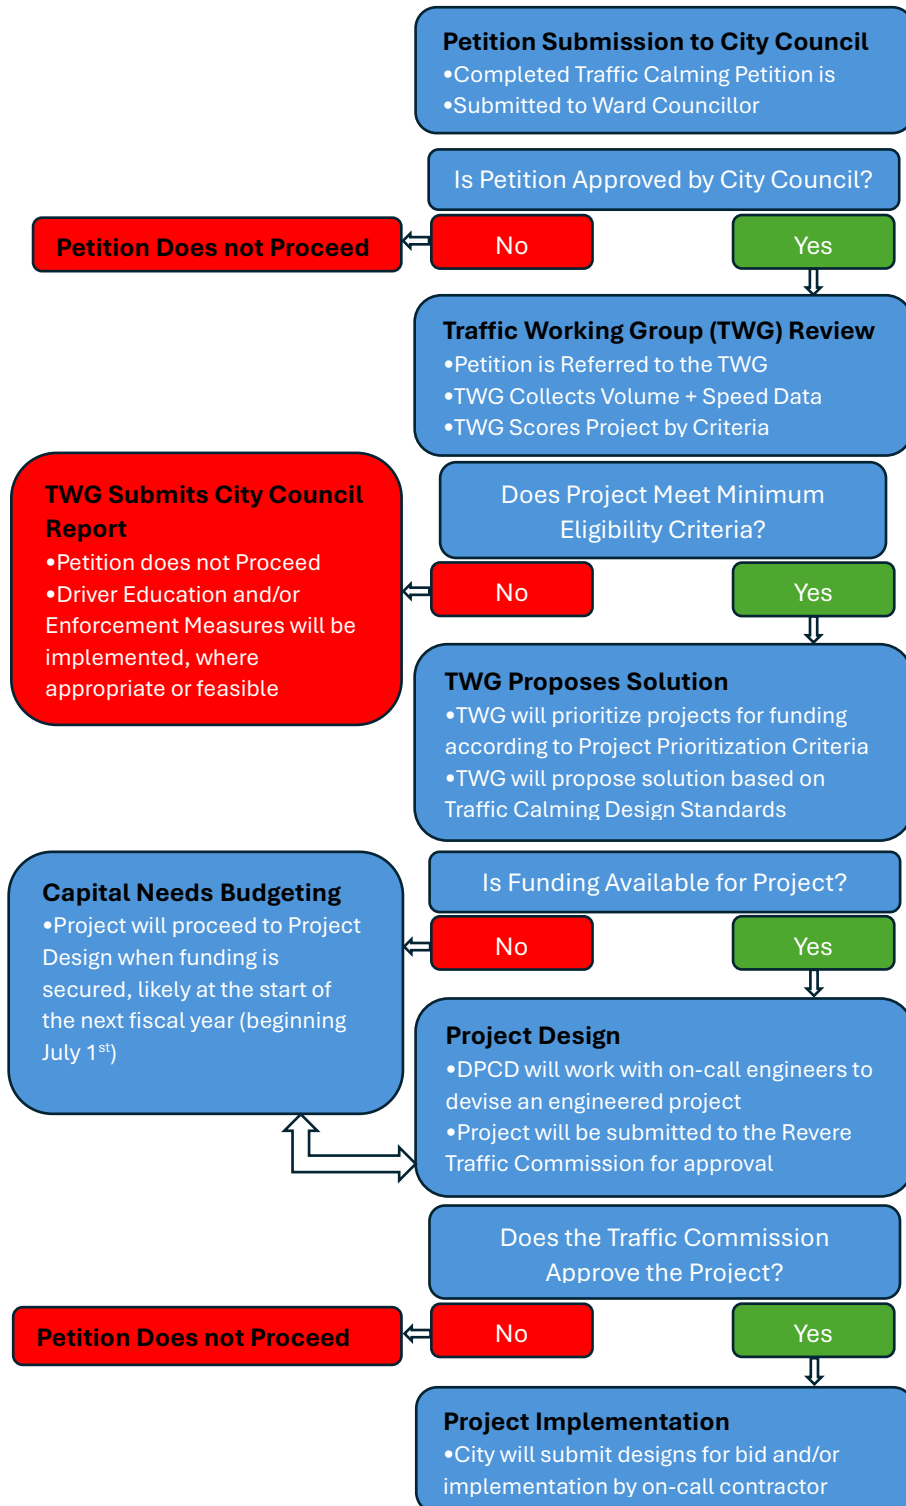 Petition Submission to City Council
•Completed Traffic Calming Petition is
•Submitted to Ward Councillor
Is Petition Approved by City Council?
Petition Does not Proceed
No
Yes
Traffic Working Group (TWG) Review
•Petition is Referred to the TWG
•TWG Collects Volume + Speed Data
•TWG Scores Project by Criteria
Does Project Meet Minimum
Eligibility Criteria?
No
Yes
TWG Submits City Council
Report
•Petition does not Proceed
•Driver Education and/or
Enforcement Measures will be
implemented, where
appropriate or feasible
TWG Proposes Solution
•TWG will prioritize projects for funding
according to Project Prioritization Criteria
•TWG will propose solution based on
Traffic Calming Design Standards
Is Funding Available for Project?
No
Yes
Capital Needs Budgeting
•Project will proceed to Project
Design when funding is
secured, likely at the start of
the next fiscal year (beginning
July 1st)
Project Design
•DPCD will work with on-call engineers to
devise an engineered project
•Project will be submitted to the Revere
Traffic Commission for approval
Does the Traffic Commission
Approve the Project?
Petition Does not Proceed
No
Yes
Project Implementation
•City will submit designs for bid and/or
implementation by on-call contractor